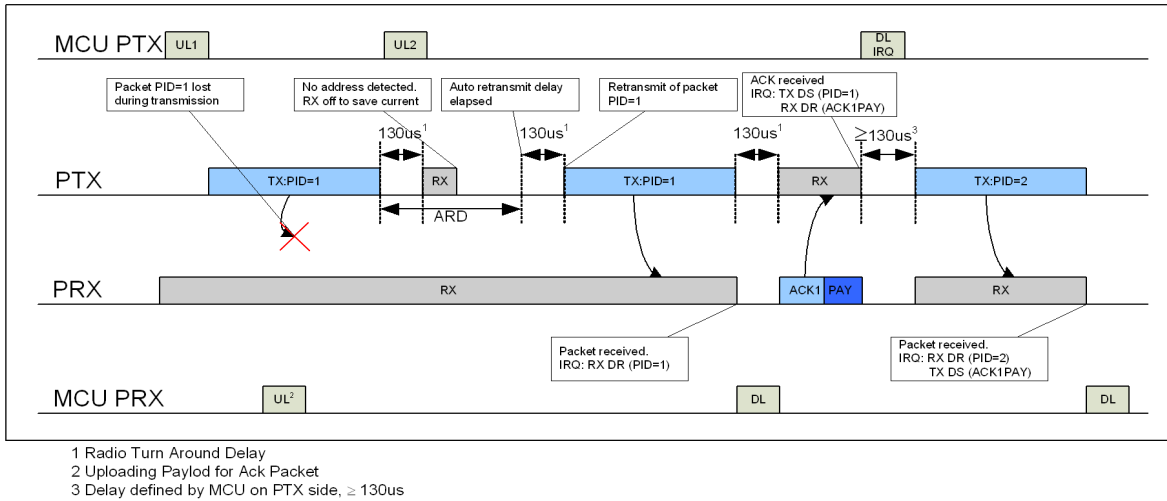 MCU PTX
UL1
UL2
DL
IRQ
Packet PID=1 lost
during transmission
No address detected.
RX off to save current
Auto retransmit delay
elapsed
Retransmit of packet
PID=1
ACK received
IRQ: TX DS (PID=1)
RX DR (ACK1PAY)
130us¹
130us¹
130us¹
≥130us³
PTX
TX:PID=1
RX
TX:PID=1
RX
TX:PID=2
ARD
PRX
RX
ACK1
PAY
RX
Packet received.
IRQ: RX DR (PID=1)
Packet received.
IRQ: RX DR (PID=2)
TX DS (ACK1PAY)
MCU PRX
UL²
DL
DL
1 Radio Turn Around Delay
2 Uploading Paylod for Ack Packet
3 Delay defined by MCU on PTX side, ≥ 130us